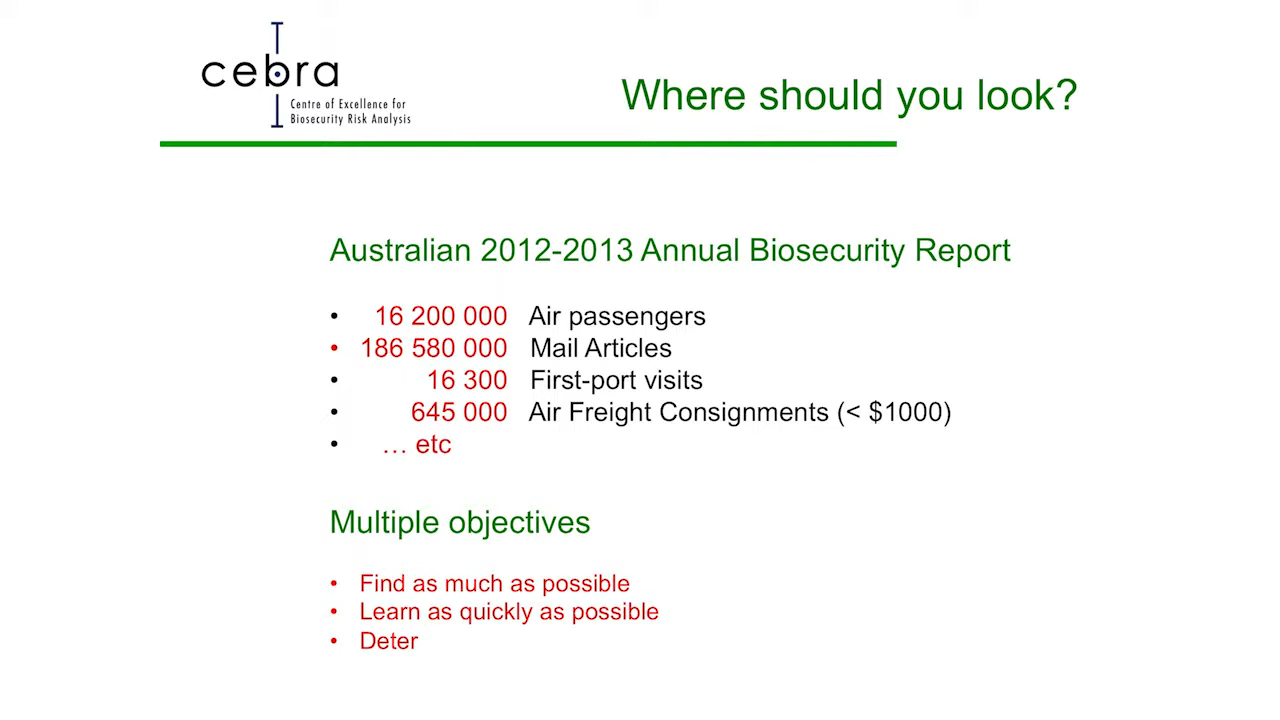 cebra
Centre of Excellence for
Biosecurity Risk Analysis
Where should you look?
Australian 2012-2013 Annual Biosecurity Report
• 16 200 000 Air passengers
• 186 580 000 Mail Articles
• 16 300 First-port visits
• 645 000 Air Freight Consignments (< $1000)
• … etc
Multiple objectives
• Find as much as possible
• Learn as quickly as possible
• Deter